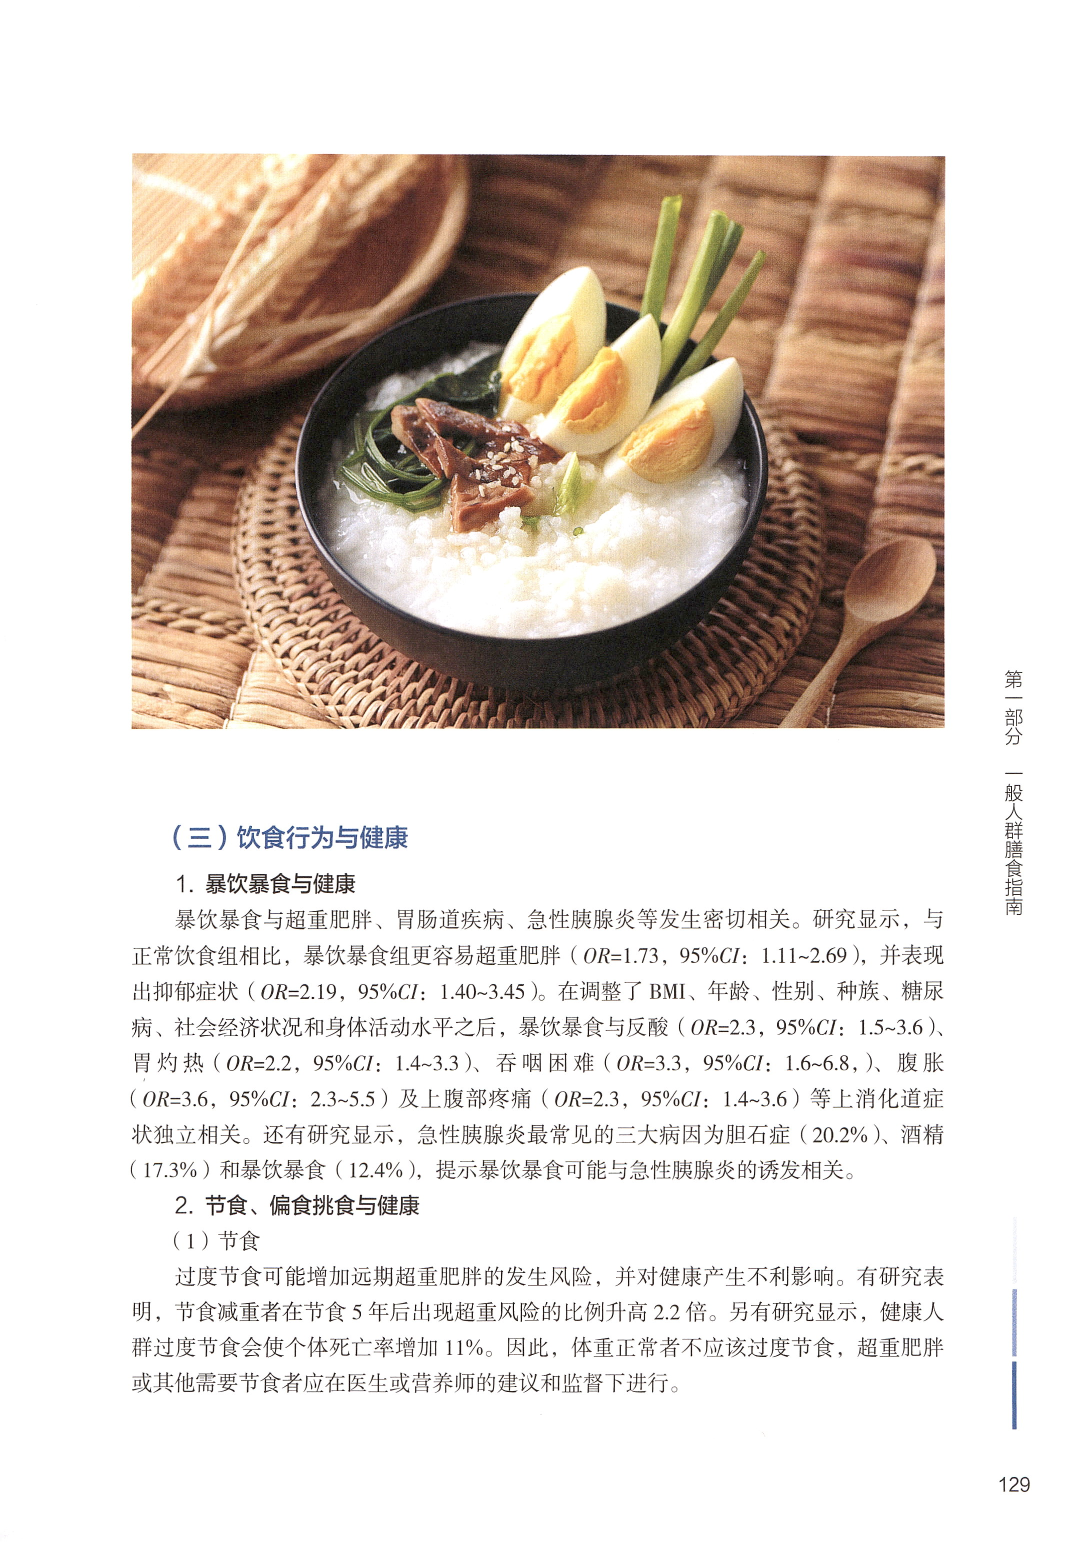 （三）饮食行为与健康
1. 暴饮暴食与健康
暴饮暴食与超重肥胖、胃肠道疾病、急性胰腺炎等发生密切相关。研究显示，与
正常饮食组相比，暴饮暴食组更容易超重肥胖（OR=1.73，95%CI：1.11~2.69），并表现
出抑郁症状（OR=2.19，95%CI：1.40~3.45）。在调整了 BMI、年龄、性别、种族、糖尿
病、社会经济状况和身体活动水平之后，暴饮暴食与反酸（OR=2.3，95%CI：1.5~3.6）、
胃灼热（OR=2.2，95%CI：1.4~3.3）、吞咽困难（OR=3.3，95%CI：1.6~6.8，）、腹胀
（OR=3.6，95%CI：2.3~5.5）及上腹部疼痛（OR=2.3，95%CI：1.4~3.6）等上消化道症
状独立相关。还有研究显示，急性胰腺炎最常见的三大病因为胆石症（20.2%）、酒精
（17.3%）和暴饮暴食（12.4%），提示暴饮暴食可能与急性胰腺炎的诱发相关。
2. 节食、偏食挑食与健康
（1）节食
过度节食可能增加远期超重肥胖的发生风险，并对健康产生不利影响。有研究表
明，节食减重者在节食 5 年后出现超重风险的比例升高 2.2 倍。另有研究显示，健康人
群过度节食会使个体死亡率增加 11%。因此，体重正常者不应该过度节食，超重肥胖
或其他需要节食者应在医生或营养师的建议和监督下进行。
第一部分 一般人群膳食指南
129